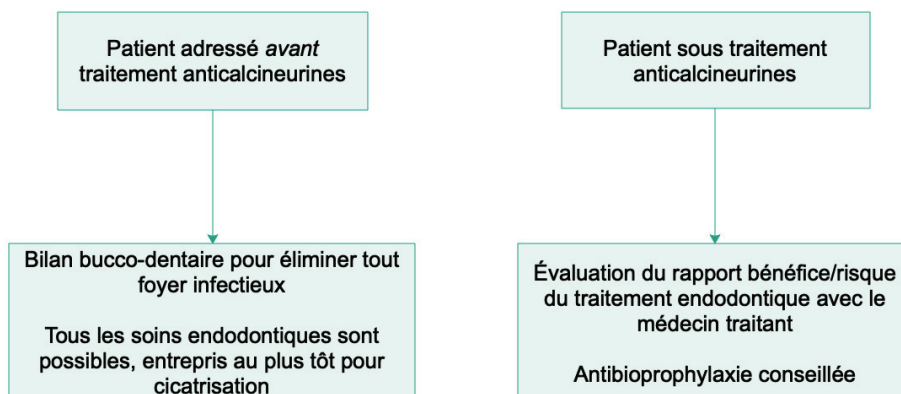 Patient adressé avant
traitement anticalcineurines
Patient sous traitement
anticalcineurines
Bilan bucco-dentaire pour éliminer tout
foyer infectieux
Tous les soins endodontiques sont
possibles, entrepris au plus tôt pour
cicatrisation
Évaluation du rapport bénéfice/risque
du traitement endodontique avec le
médecin traitant
Antibioprophylaxie conseillée